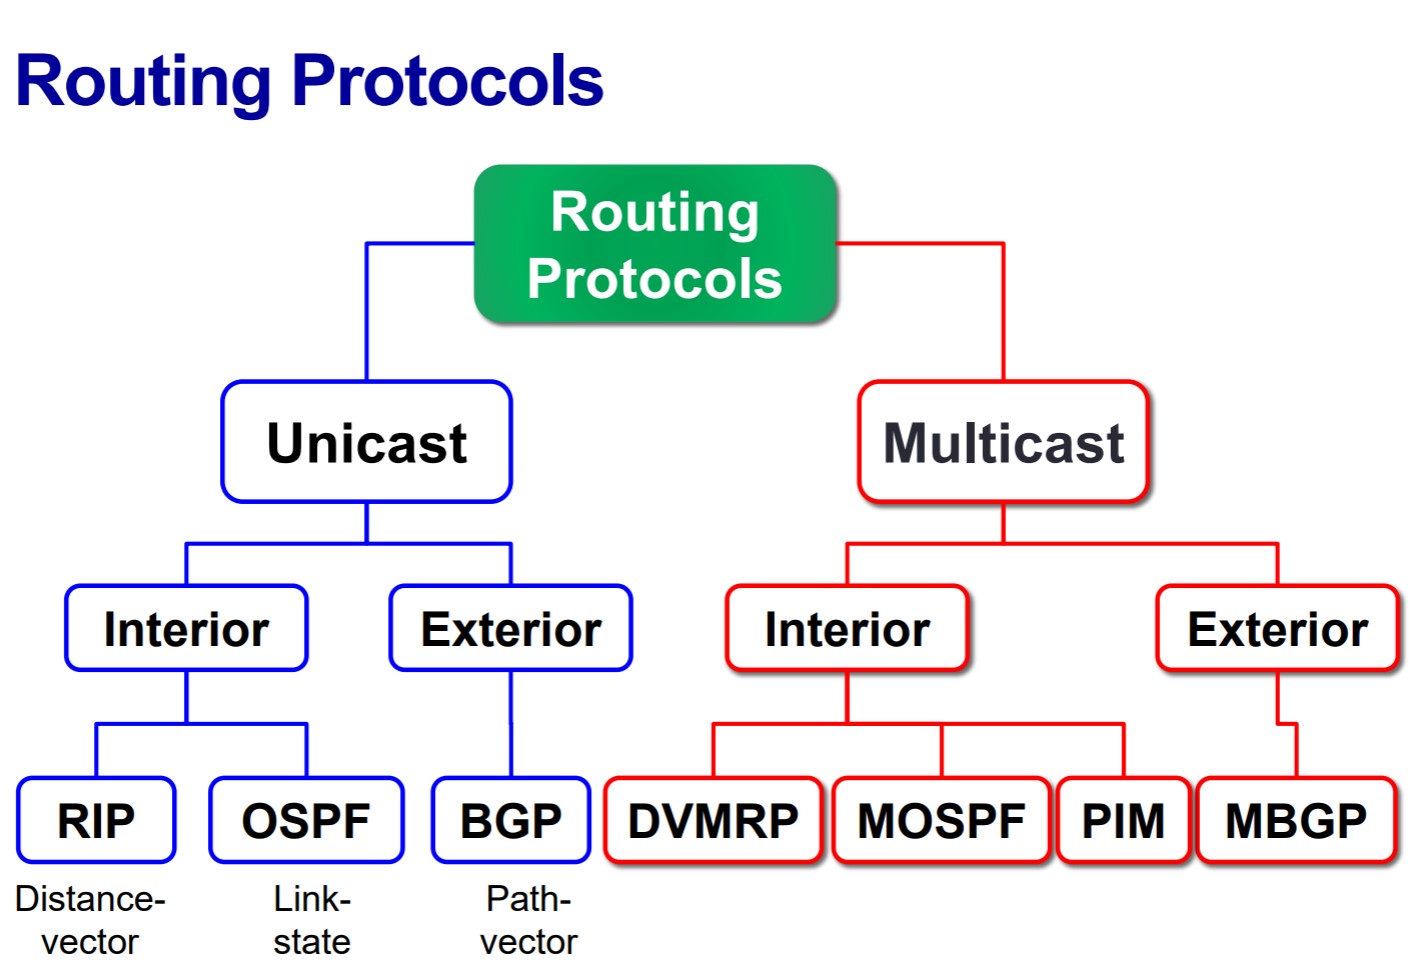 Routing Protocols
Routing
Protocols
Unicast
Multicast
Interior
Exterior
Interior
Exterior
RIP
OSPF
BGP
DVMRP
MOSPF
PIM
MBGP
Distance-
vector
Link-
state
Path-
vector